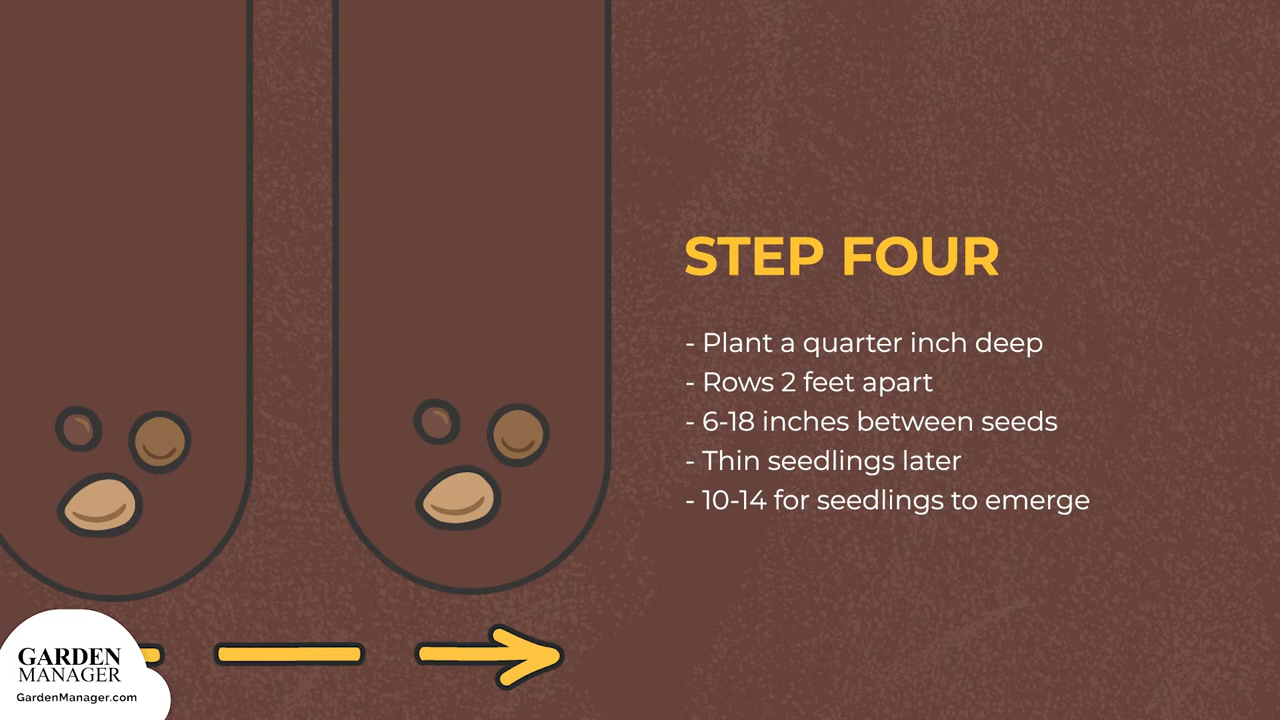 STEP FOUR
- Plant a quarter inch deep
- Rows 2 feet apart
- 6-18 inches between seeds
- Thin seedlings later
- 10-14 for seedlings to emerge
GARDEN
MANAGER
GardenManager.com